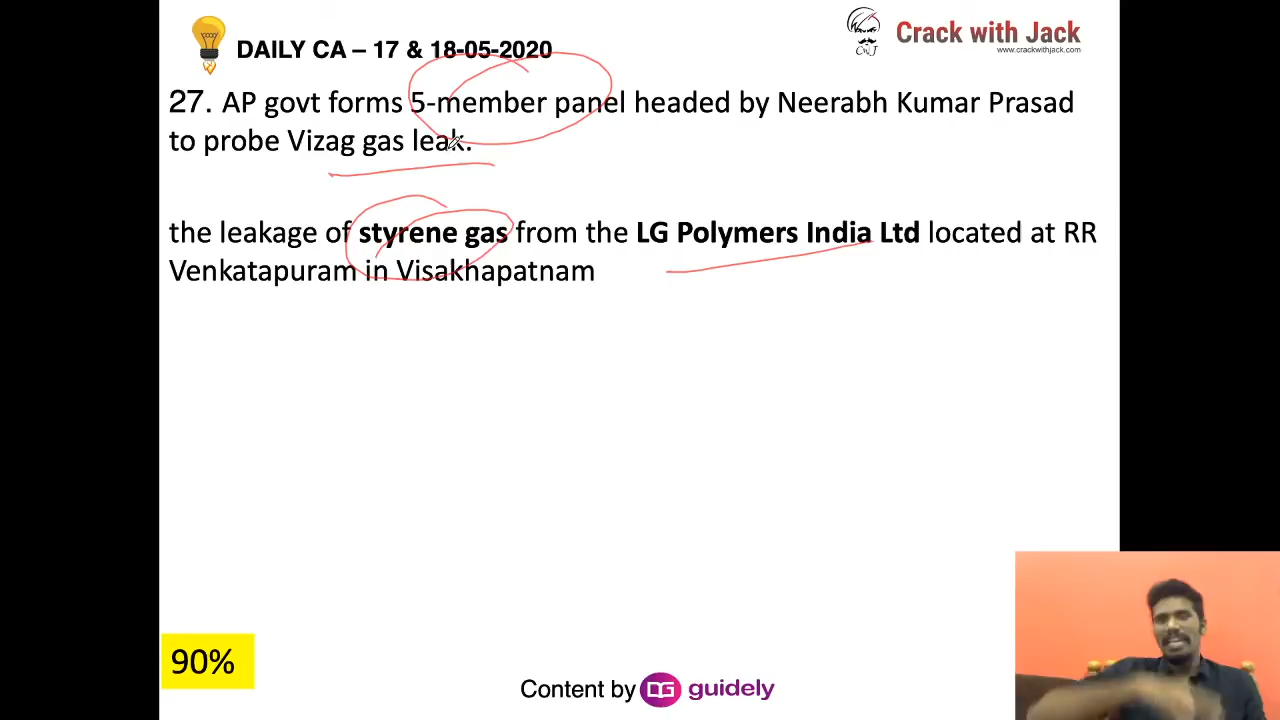 DAILY CA – 17 & 18-05-2020
Crack with Jack
www.crackwithjack.com
CwJ
27. AP govt forms 5-member panel headed by Neerabh Kumar Prasad
to probe Vizag gas leak.
the leakage of styrene gas from the LG Polymers India Ltd located at RR
Venkatapuram in Visakhapatnam
90%
Content by guidely